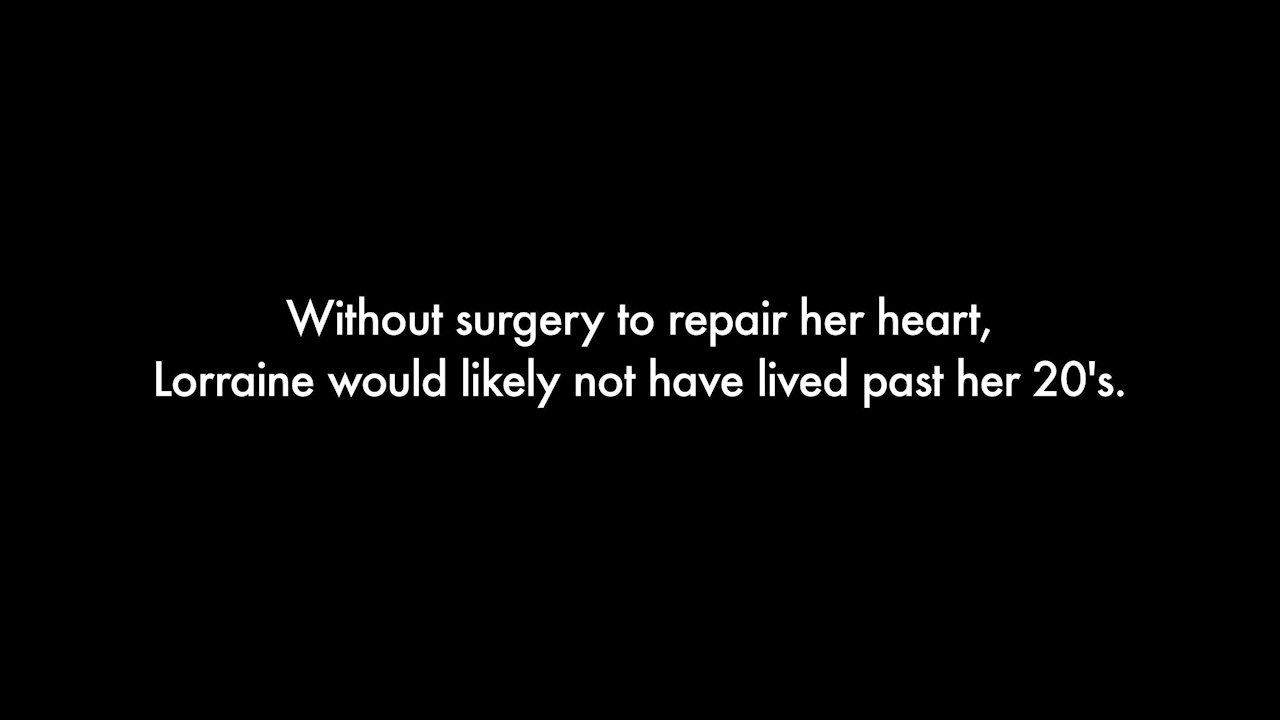 Without surgery to repair her heart,
Lorraine would likely not have lived past her 20's.